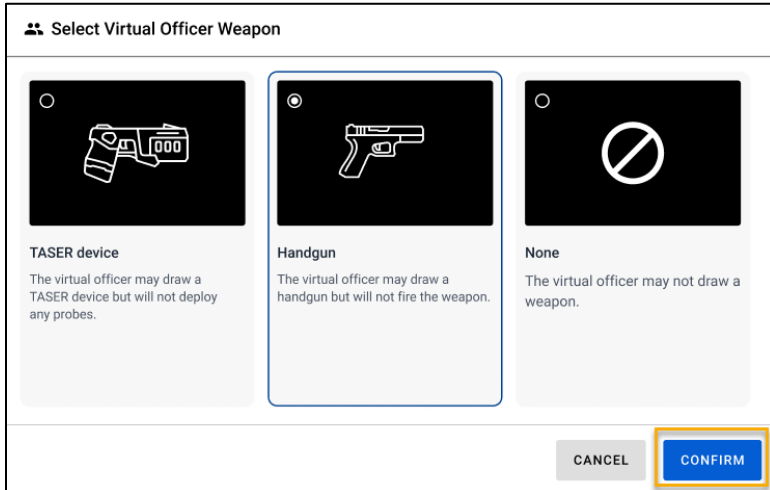 Select Virtual Officer Weapon
TASER device
The virtual officer may draw a
TASER device but will not deploy
any probes.
Handgun
The virtual officer may draw a
handgun but will not fire the weapon.
None
The virtual officer may not draw a
weapon.
CANCEL
CONFIRM